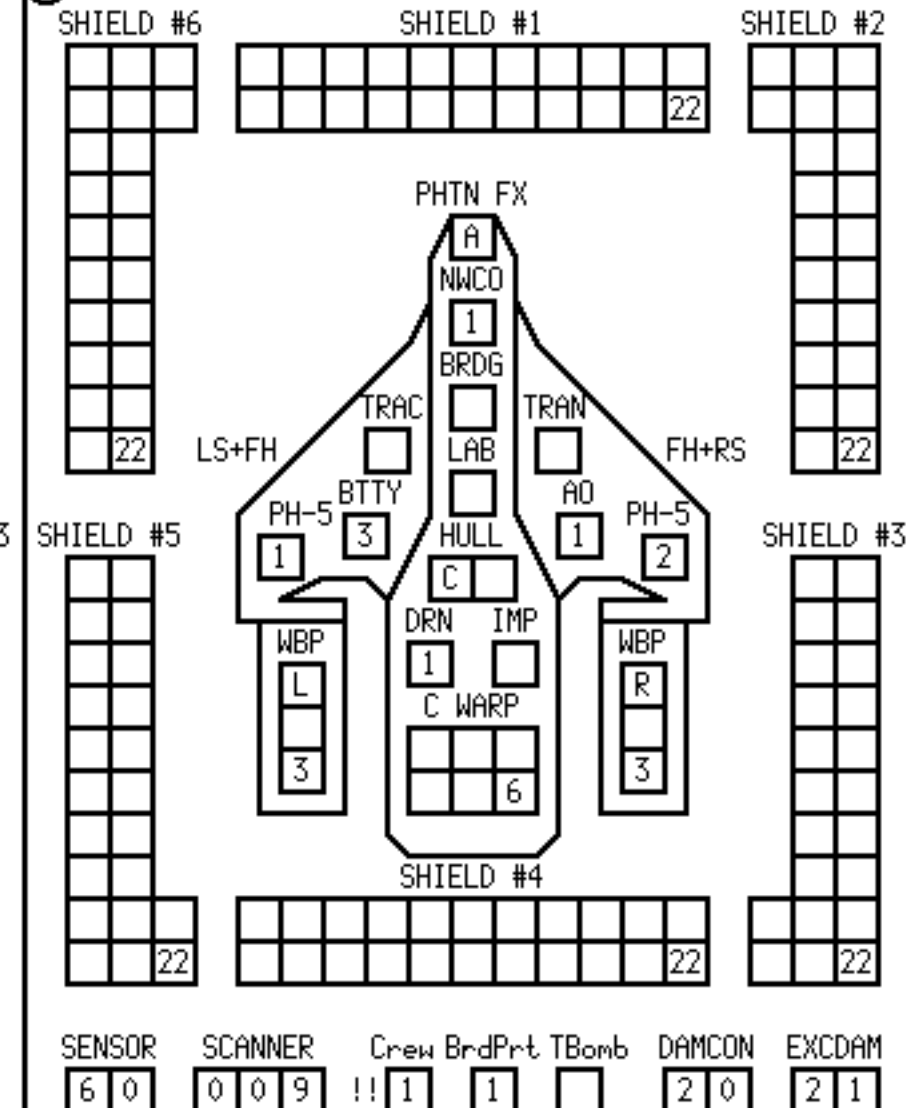 SHIELD #6 SHIELD #1 SHIELD #2
22
PHTN FX
A
NWCO
1
BRDG
TRAC TRAN
22 LS+FH LAB FH+RS 22
BTTY AO
PH-5 PH-5
3 SHIELD #5 3 HULL 1 SHIELD #3
1 C 2
DRN IMP
WBP WBP
1
L R
C WARP
3 6 3
SHIELD #4
22 22 22
SENSOR SCANNER Crew BrdPrt TBomb DAMCON EXCDAM
6 0 0 0 9 !! 1 1 2 0 2 1